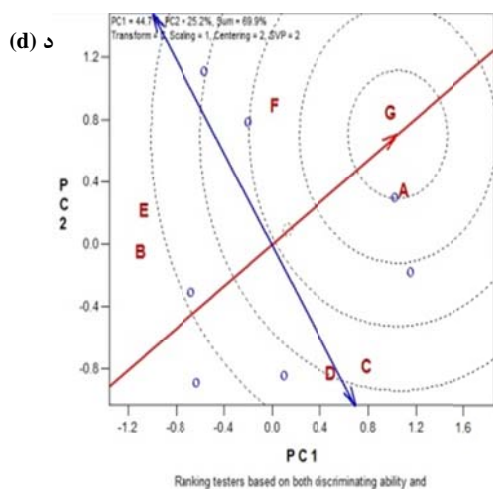 (d) د
PC1 = 44.7%, PC2 = 25.2%, Sum = 69.9%
Scaling = 1, Centering = 2, SVP = 2
1.2
0.8
0.4
0.0
-0.4
-0.8
PC2
F
G
A
E
B
D
C
-1.2 -0.8 -0.4 0.0 0.4 0.8 1.2 1.6
PC1
Ranking testers based on both discriminating ability and